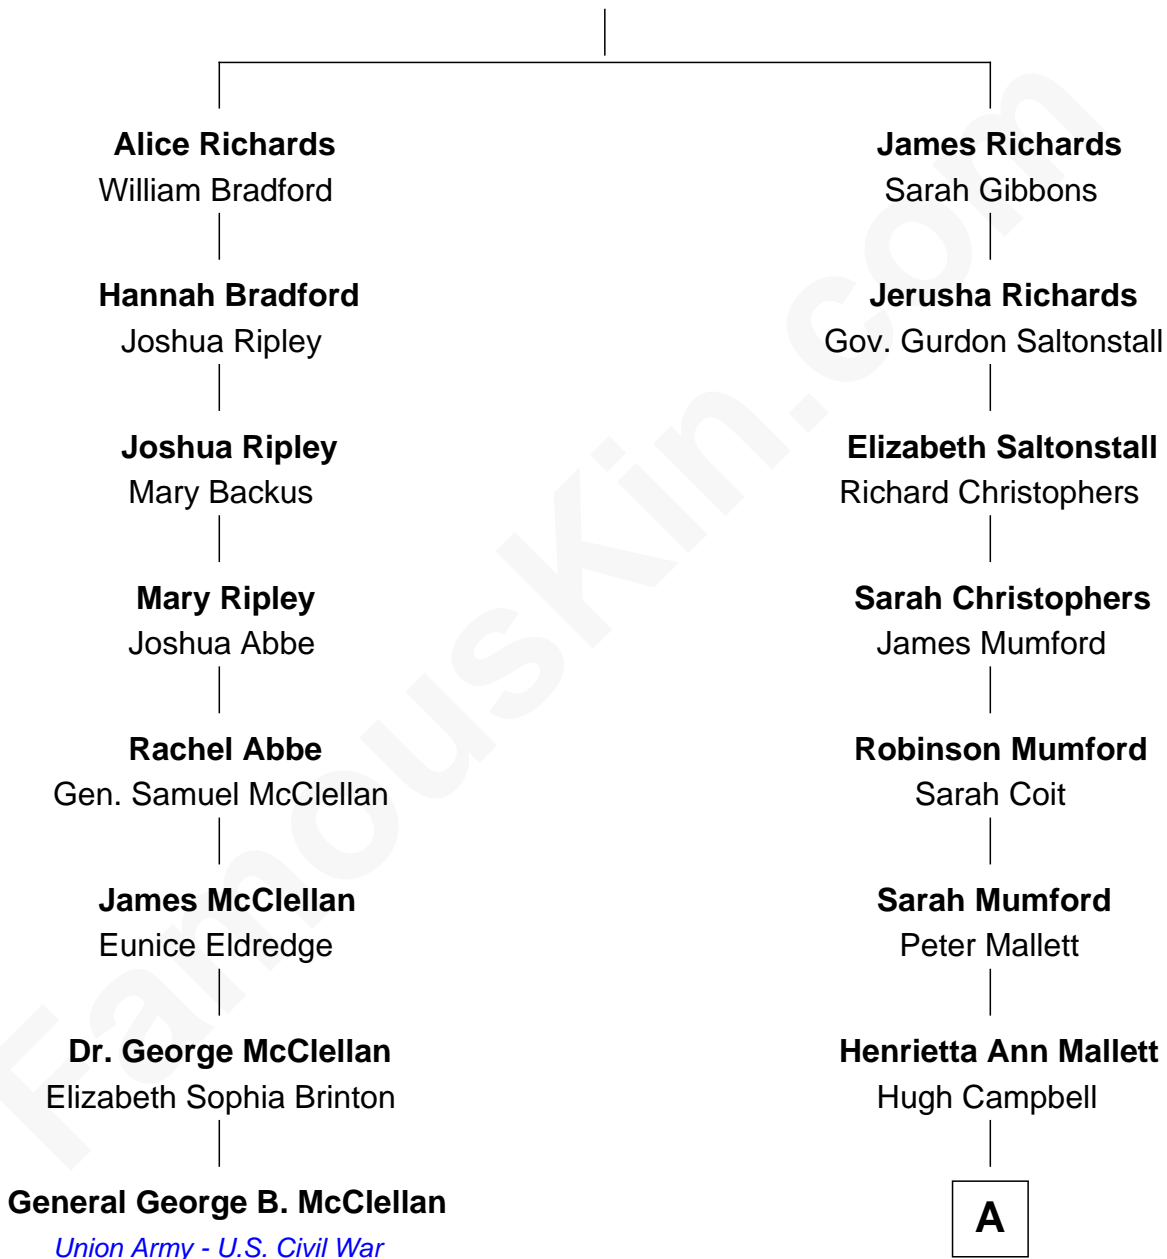 Alice Richards
William Bradford
Hannah Bradford
Joshua Ripley
Joshua Ripley
Mary Backus
Mary Ripley
Joshua Abbe
Rachel Abbe
Gen. Samuel McClellan
James McClellan
Eunice Eldredge
Dr. George McClellan
Elizabeth Sophia Brinton
General George B. McClellan
Union Army - U.S. Civil War
James Richards
Sarah Gibbons
Jerusha Richards
Gov. Gurdon Saltonstall
Elizabeth Saltonstall
Richard Christophers
Sarah Christophers
James Mumford
Robinson Mumford
Sarah Coit
Sarah Mumford
Peter Mallett
Henrietta Ann Mallett
Hugh Campbell
A
FamousKin.com